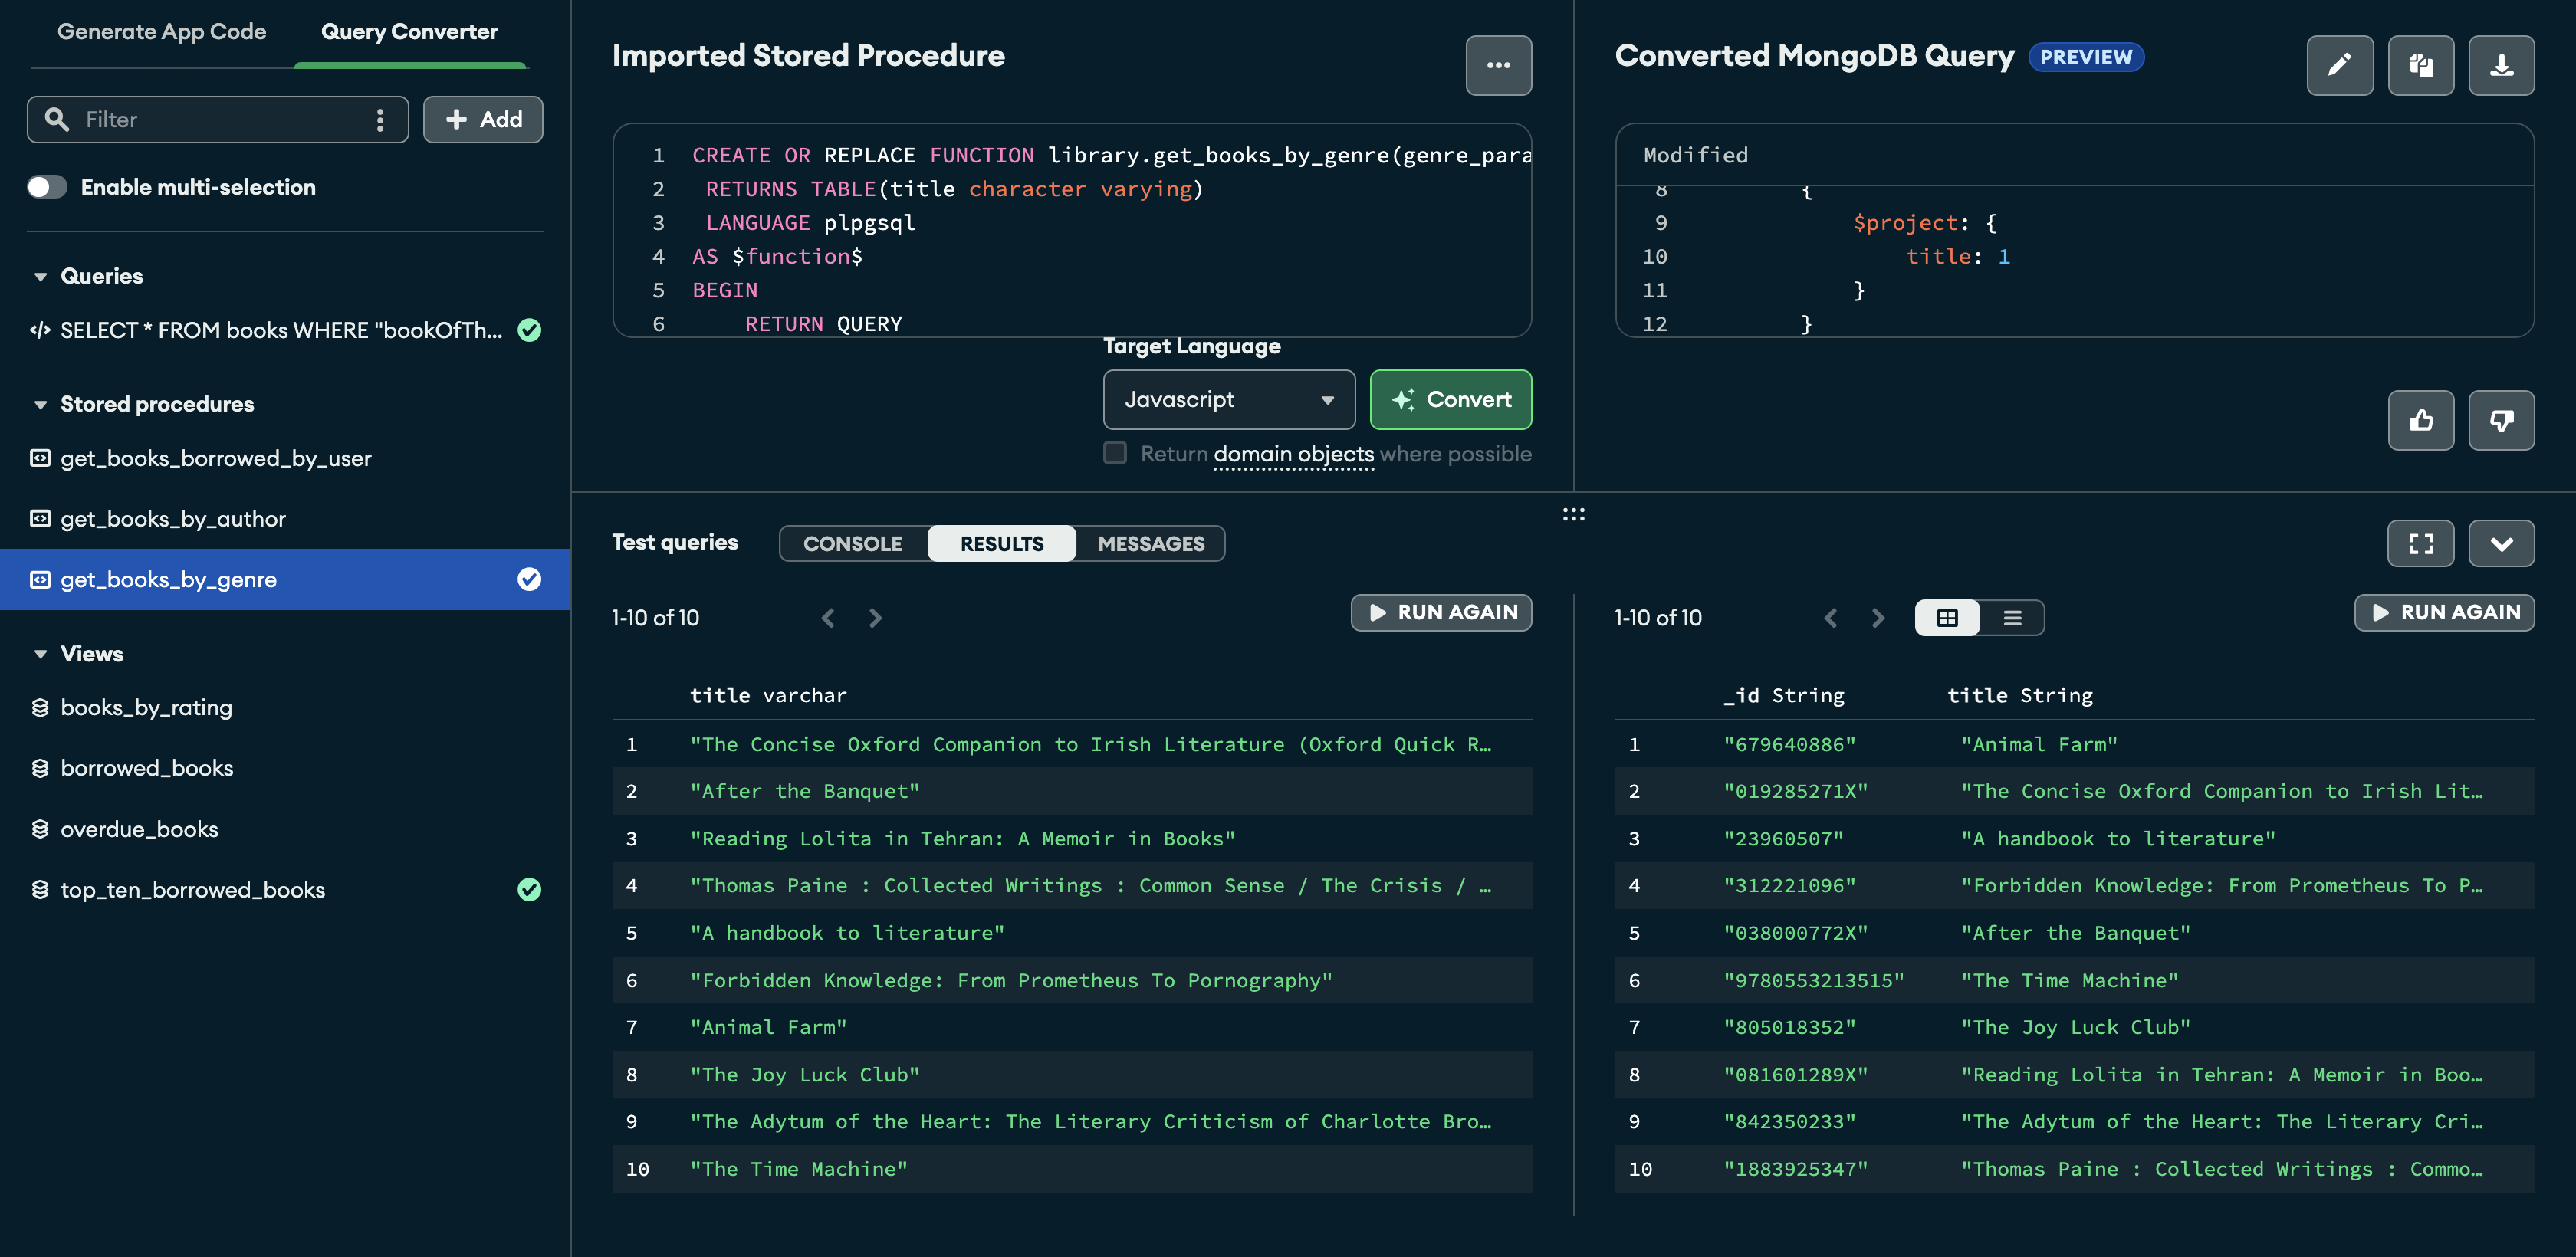 Generate App Code
Query Converter
Filter
Add
Enable multi-selection
Queries
SELECT * FROM books WHERE "bookOfTh...
Stored procedures
get_books_borrowed_by_user
get_books_by_author
get_books_by_genre
Views
books_by_rating
borrowed_books
overdue_books
top_ten_borrowed_books
Imported Stored Procedure
1 CREATE OR REPLACE FUNCTION library.get_books_by_genre(genre_para
2 RETURNS TABLE(title character varying)
3 LANGUAGE plpgsql
4 AS $function$
5 BEGIN
6 RETURN QUERY
Target Language
Javascript
Convert
Return domain objects where possible
Converted MongoDB Query
PREVIEW
Modified
8 {
9 $project: {
10 title: 1
11 }
12 }
Test queries
CONSOLE
RESULTS
MESSAGES
1-10 of 10
RUN AGAIN
title varchar
1 "The Concise Oxford Companion to Irish Literature (Oxford Quick R…
2 "After the Banquet"
3 "Reading Lolita in Tehran: A Memoir in Books"
4 "Thomas Paine : Collected Writings : Common Sense / The Crisis / …
5 "A handbook to literature"
6 "Forbidden Knowledge: From Prometheus To Pornography"
7 "Animal Farm"
8 "The Joy Luck Club"
9 "The Adytum of the Heart: The Literary Criticism of Charlotte Bro…
10 "The Time Machine"
1-10 of 10
RUN AGAIN
_id String title String
1 "679640886" "Animal Farm"
2 "019285271X" "The Concise Oxford Companion to Irish Lit…
3 "23960507" "A handbook to literature"
4 "312221096" "Forbidden Knowledge: From Prometheus To P…
5 "038000772X" "After the Banquet"
6 "9780553213515" "The Time Machine"
7 "805018352" "The Joy Luck Club"
8 "081601289X" "Reading Lolita in Tehran: A Memoir in Boo…
9 "842350233" "The Adytum of the Heart: The Literary Cri…
10 "1883925347" "Thomas Paine : Collected Writings : Commo…